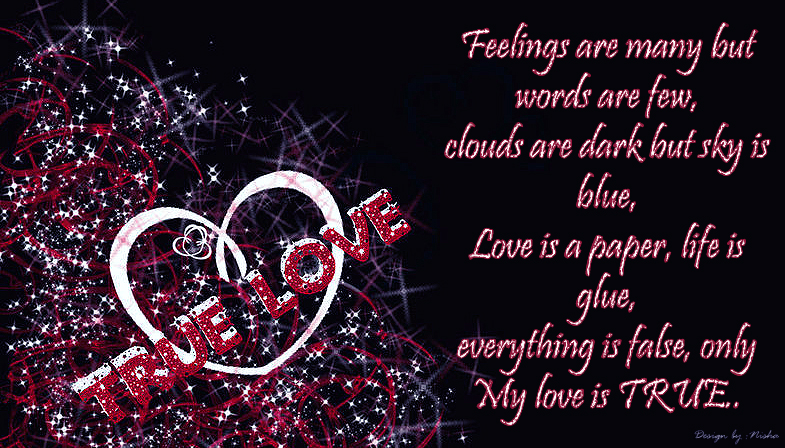 TRUE LOVE
Feelings are many but
words are few,
clouds are dark but sky is
blue,
Love is a paper, life is
glue,
everything is false, only
My love is TRUE..
Design by :Nisha